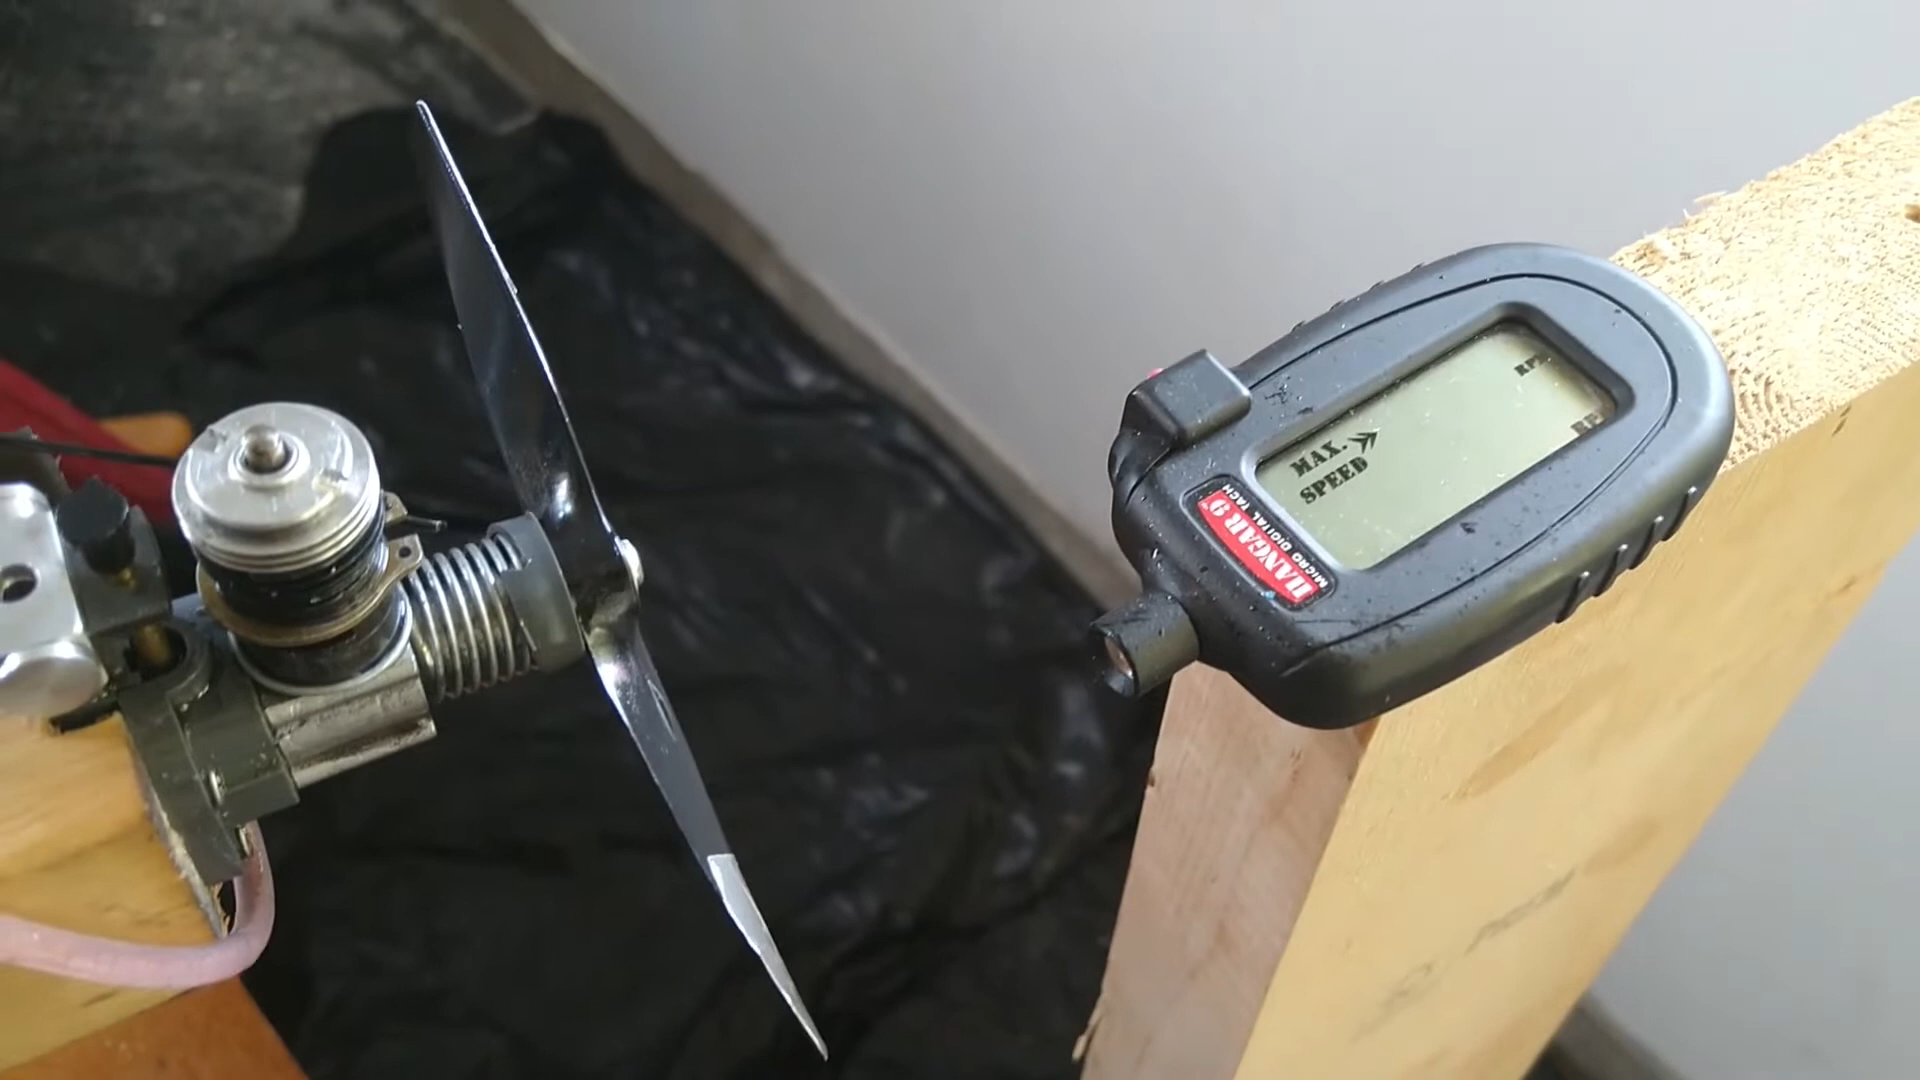 MAX.
SPEED
HANGAR 9
MICRO DIGITAL TACH